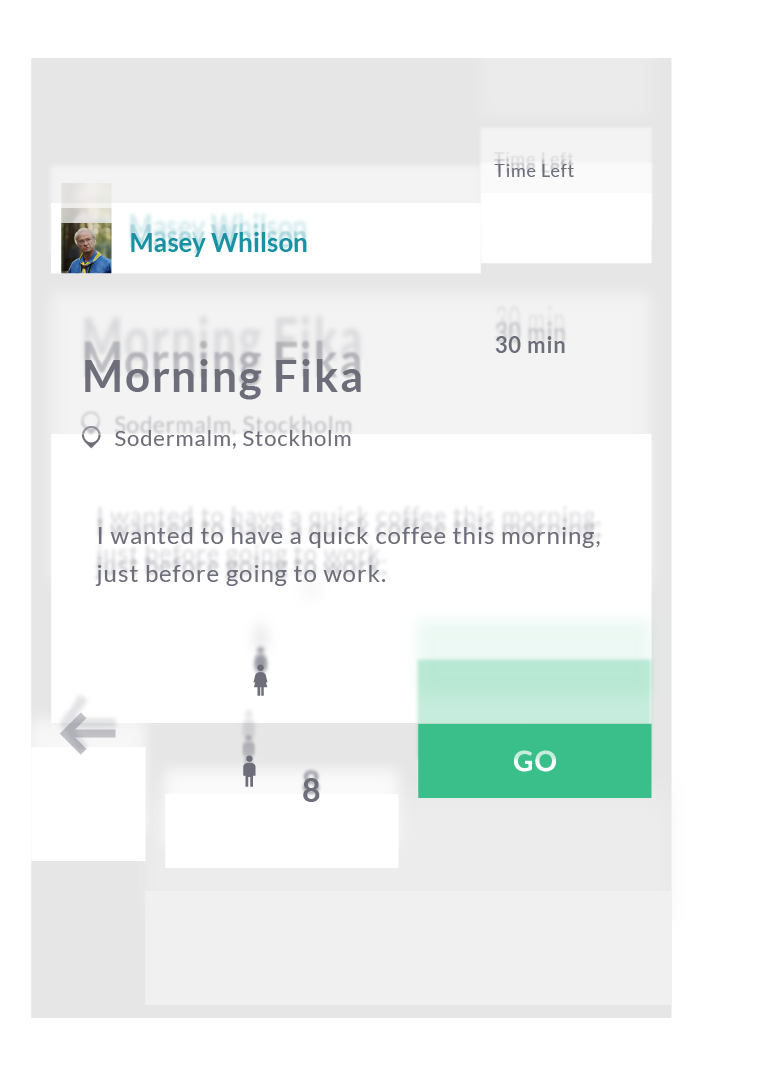 Time Left
Masey Whilson
30 min
Morning Fika
Sodermalm, Stockholm
I wanted to have a quick coffee this morning,
just before going to work.
GO
8